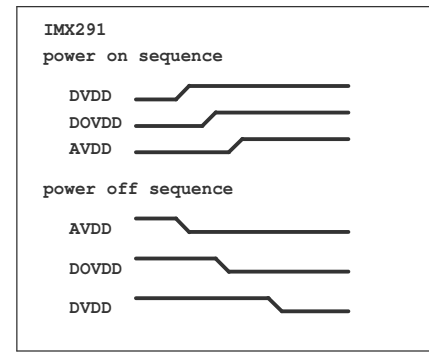 IMX291
power on sequence
DVDD
DOVDD
AVDD
power off sequence
AVDD
DOVDD
DVDD